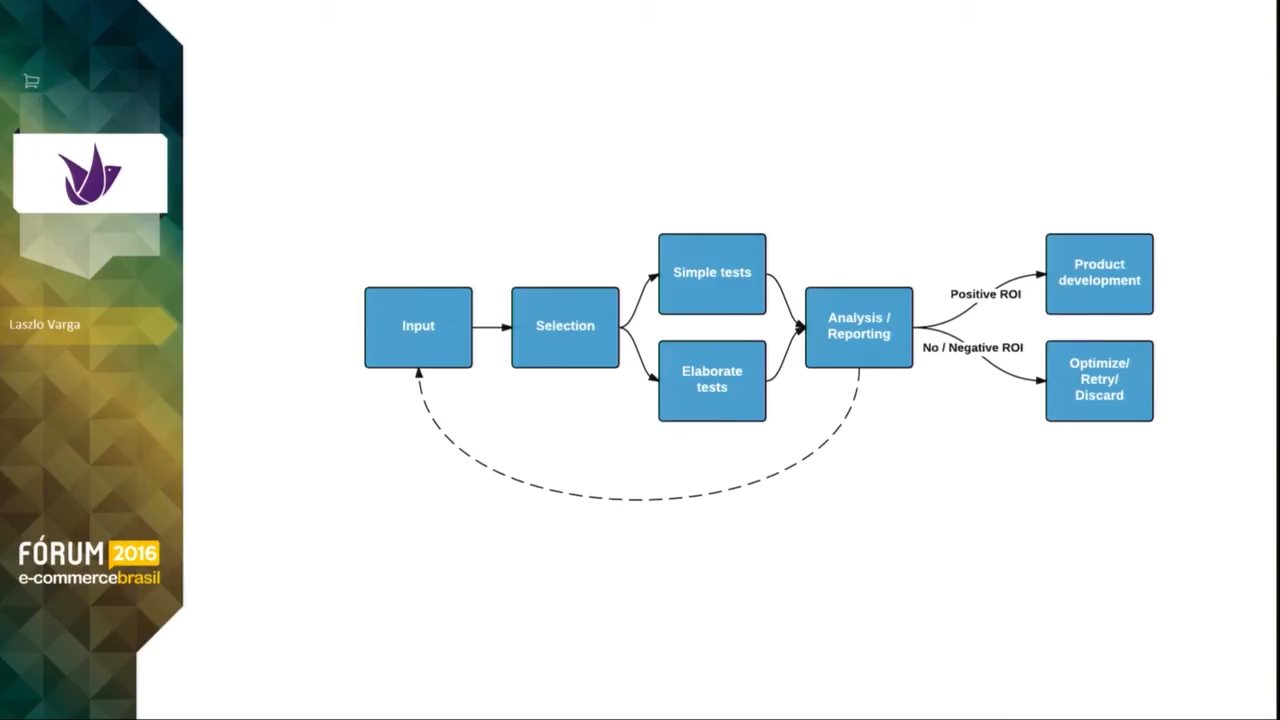 Laszlo Varga
FÓRUM 2016
e-commercebrasil
Input
Selection
Simple tests
Elaborate
tests
Analysis /
Reporting
Positive ROI
No / Negative ROI
Product
development
Optimize/
Retry/
Discard